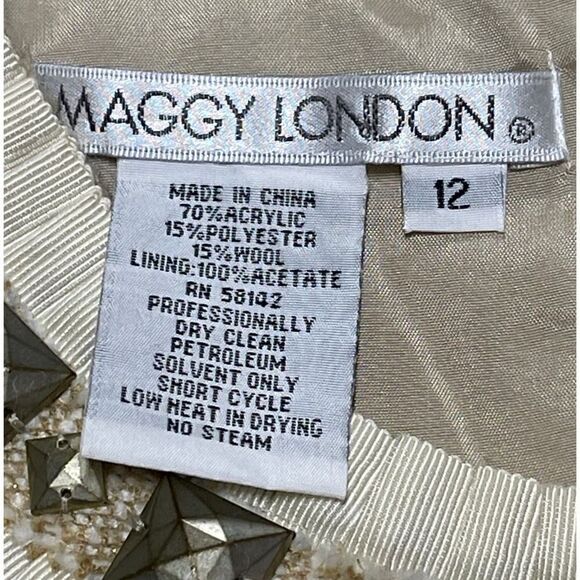 MAGGY LONDON ®
12
MADE IN CHINA
70%ACRYLIC
15%POLYESTER
15%WOOL
LINING:100%ACETATE
RN 58142
PROFESSIONALLY
DRY CLEAN
PETROLEUM
SOLVENT ONLY
SHORT CYCLE
LOW HEAT IN DRYING
NO STEAM